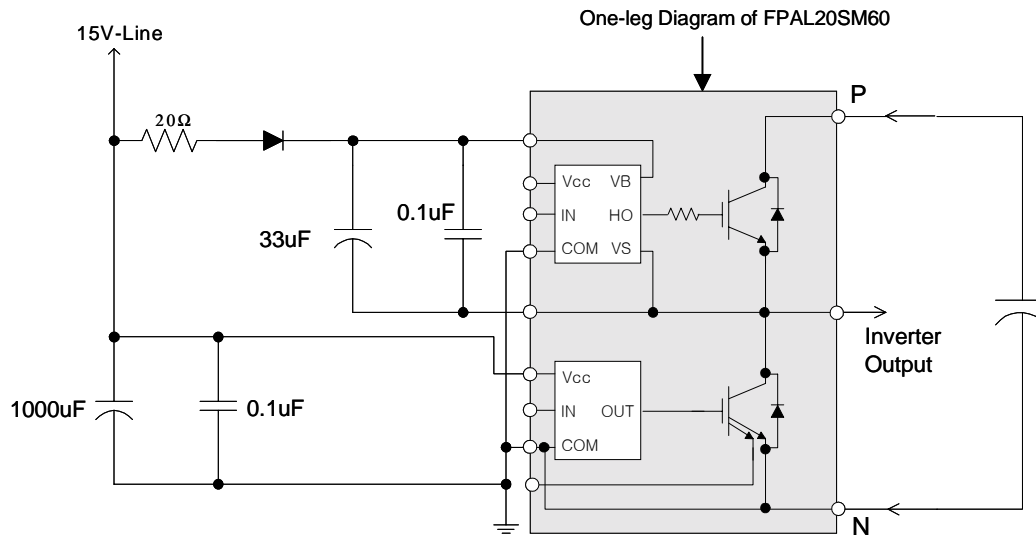 One-leg Diagram of FPAL20SM60
15V-Line
P
20Ω
Vcc VB
0.1uF
IN HO
33uF
COM VS
Inverter
Output
Vcc
1000uF
0.1uF
IN OUT
COM
N